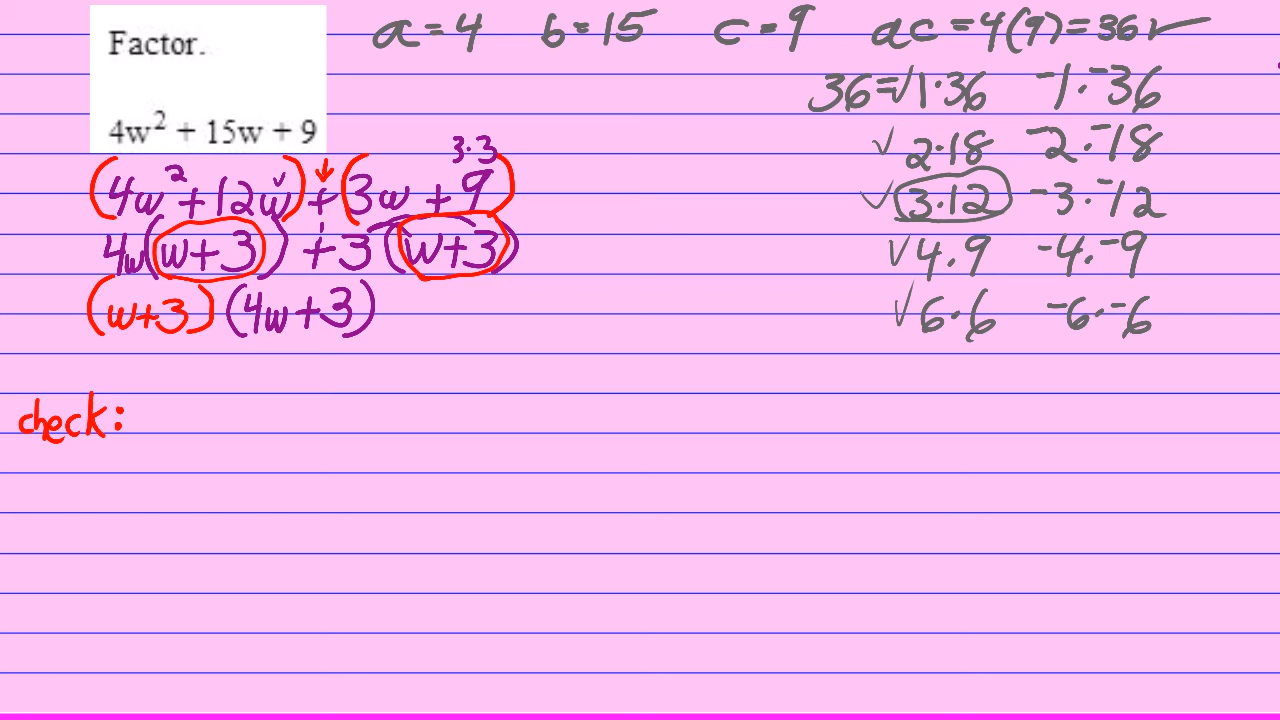 Factor.
4w² + 15w + 9
a = 4 b = 15 c = 9 ac = 4(9) = 36 ✓
36 = ✓ 1·36 -1·-36
✓ 2·18 -2·-18
✓ 3·12 -3·-12
✓ 4·9 -4·-9
✓ 6·6 -6·-6
3·3
(4w² + 12w) + (3w + 9)
4w(w+3) + 3(w+3)
(w+3)(4w+3)
check: